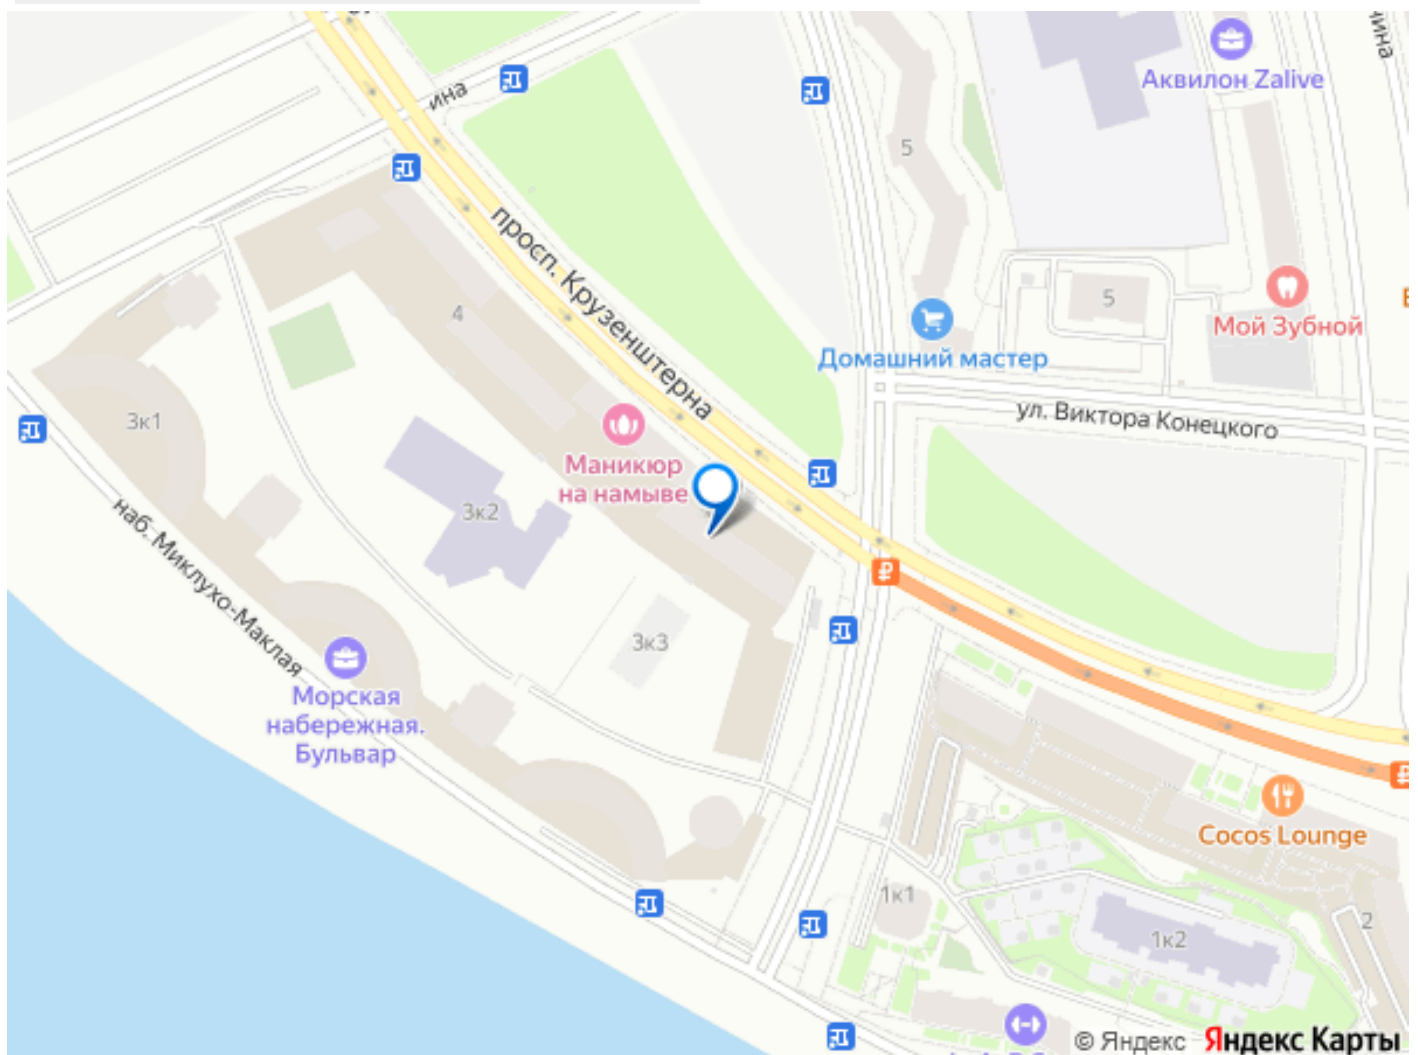 ина
чина
Аквилон Zalive
5
просп. Крузенштерна
5
4
Мой Зубной
Домашний мастер
3к1
ул. Виктора Конецкого
Маникюр
на намыве
3к2
наб. Миклухо-Маклая
3к3
Морская
набережная.
Бульвар
Cocos Lounge
1к1
2
1к2
© Яндекс Яндекс Карты